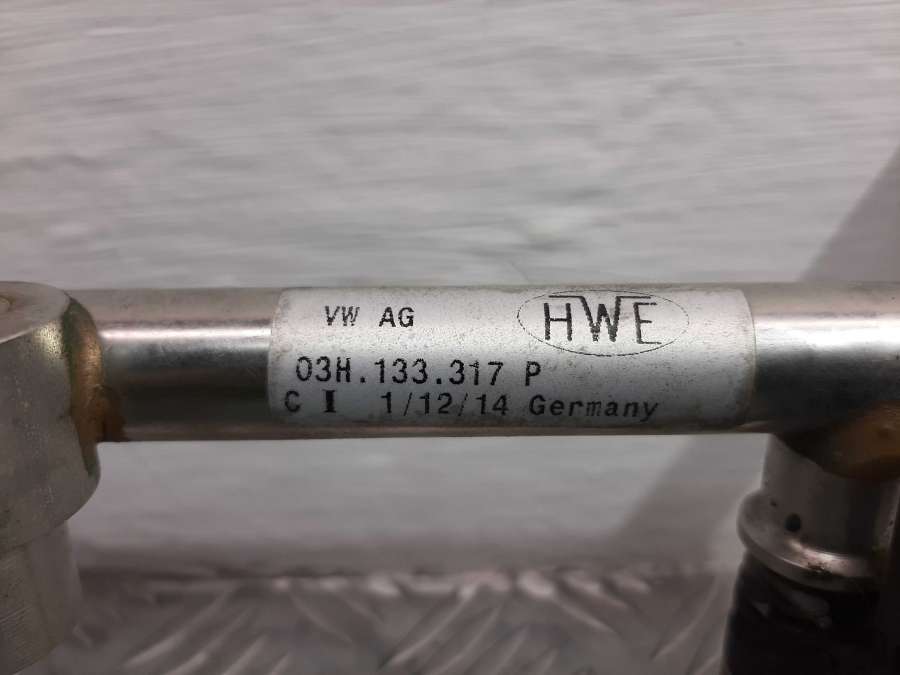 VW AG
HWE
03H.133.317 P
C I 1/12/14 Germany